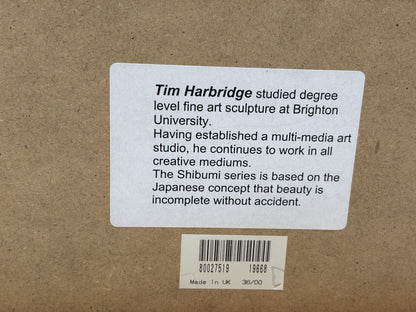 Tim Harbridge studied degree
level fine art sculpture at Brighton
University.
Having established a multi-media art
studio, he continues to work in all
creative mediums.
The Shibumi series is based on the
Japanese concept that beauty is
incomplete without accident.
80027519 19868
Made in UK 36/00